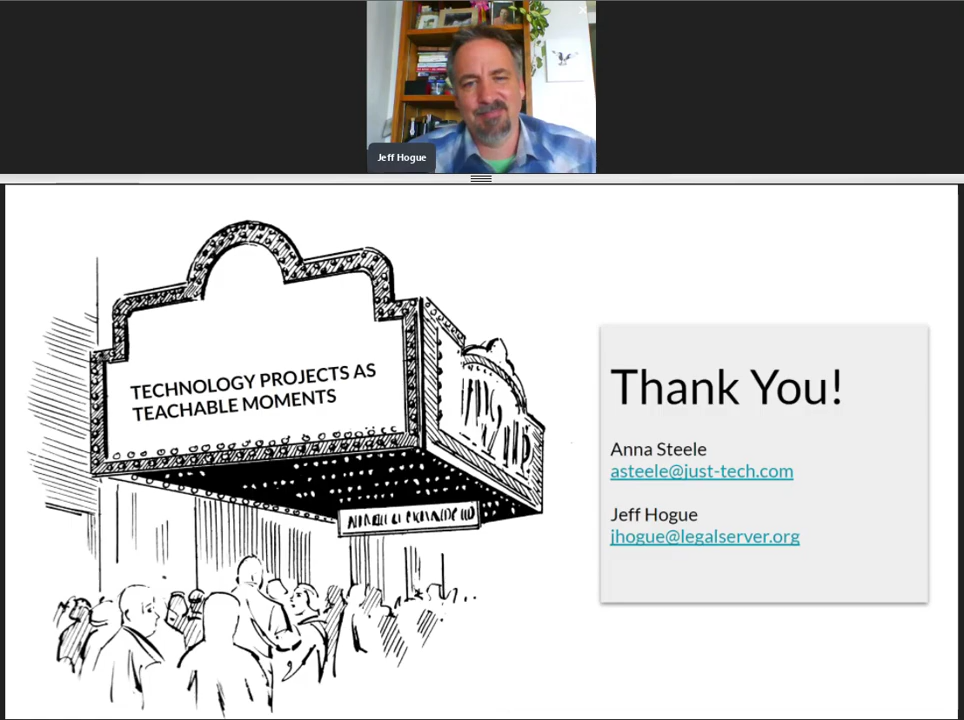 Jeff Hogue
TECHNOLOGY PROJECTS AS
TEACHABLE MOMENTS
Thank You!
Anna Steele
asteele@just-tech.com
Jeff Hogue
jhogue@legalserver.org